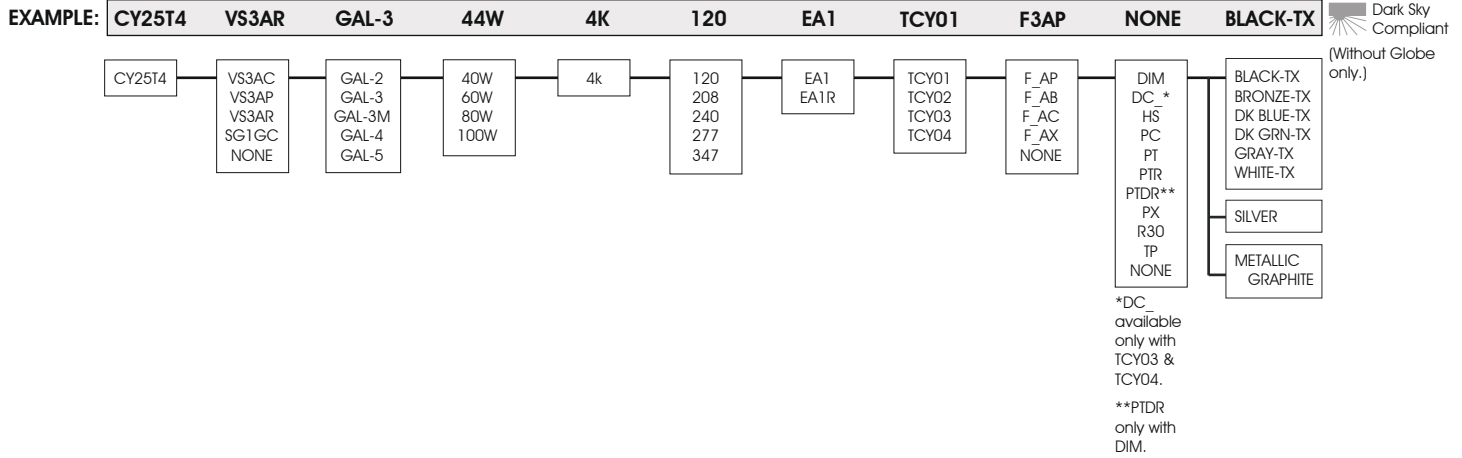 EXAMPLE: CY25T4 VS3AR GAL-3 44W 4K 120 EA1 TCY01 F3AP NONE BLACK-TX
Dark Sky
Compliant
(Without Globe
only.)
CY25T4
VS3AC
VS3AP
VS3AR
SG1GC
NONE
GAL-2
GAL-3
GAL-3M
GAL-4
GAL-5
40W
60W
80W
100W
4k
120
208
240
277
347
EA1
EA1R
TCY01
TCY02
TCY03
TCY04
F_AP
F_AB
F_AC
F_AX
NONE
DIM
DC_*
HS
PC
PT
PTR
PTDR**
PX
R30
TP
NONE
*DC_
available
only with
TCY03 &
TCY04.
**PTDR
only with
DIM.
BLACK-TX
BRONZE-TX
DK BLUE-TX
DK GRN-TX
GRAY-TX
WHITE-TX
SILVER
METALLIC
GRAPHITE